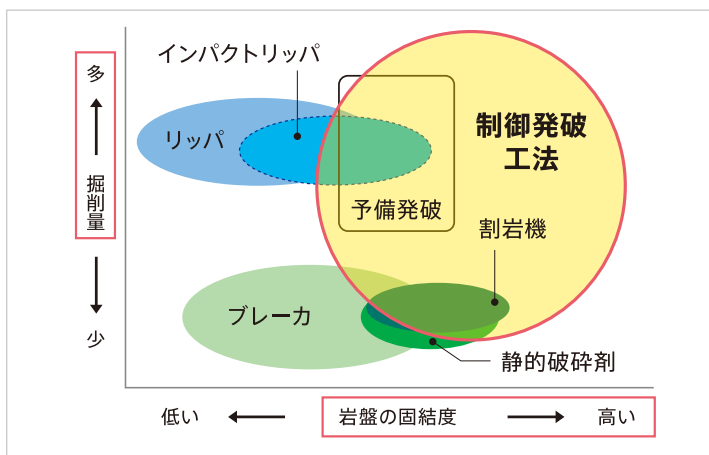 インパクトリッパ
多
リッパ
制御発破
工法
掘削量
予備発破
割岩機
ブレーカ
少
静的破砕剤
低い
岩盤の固結度
高い